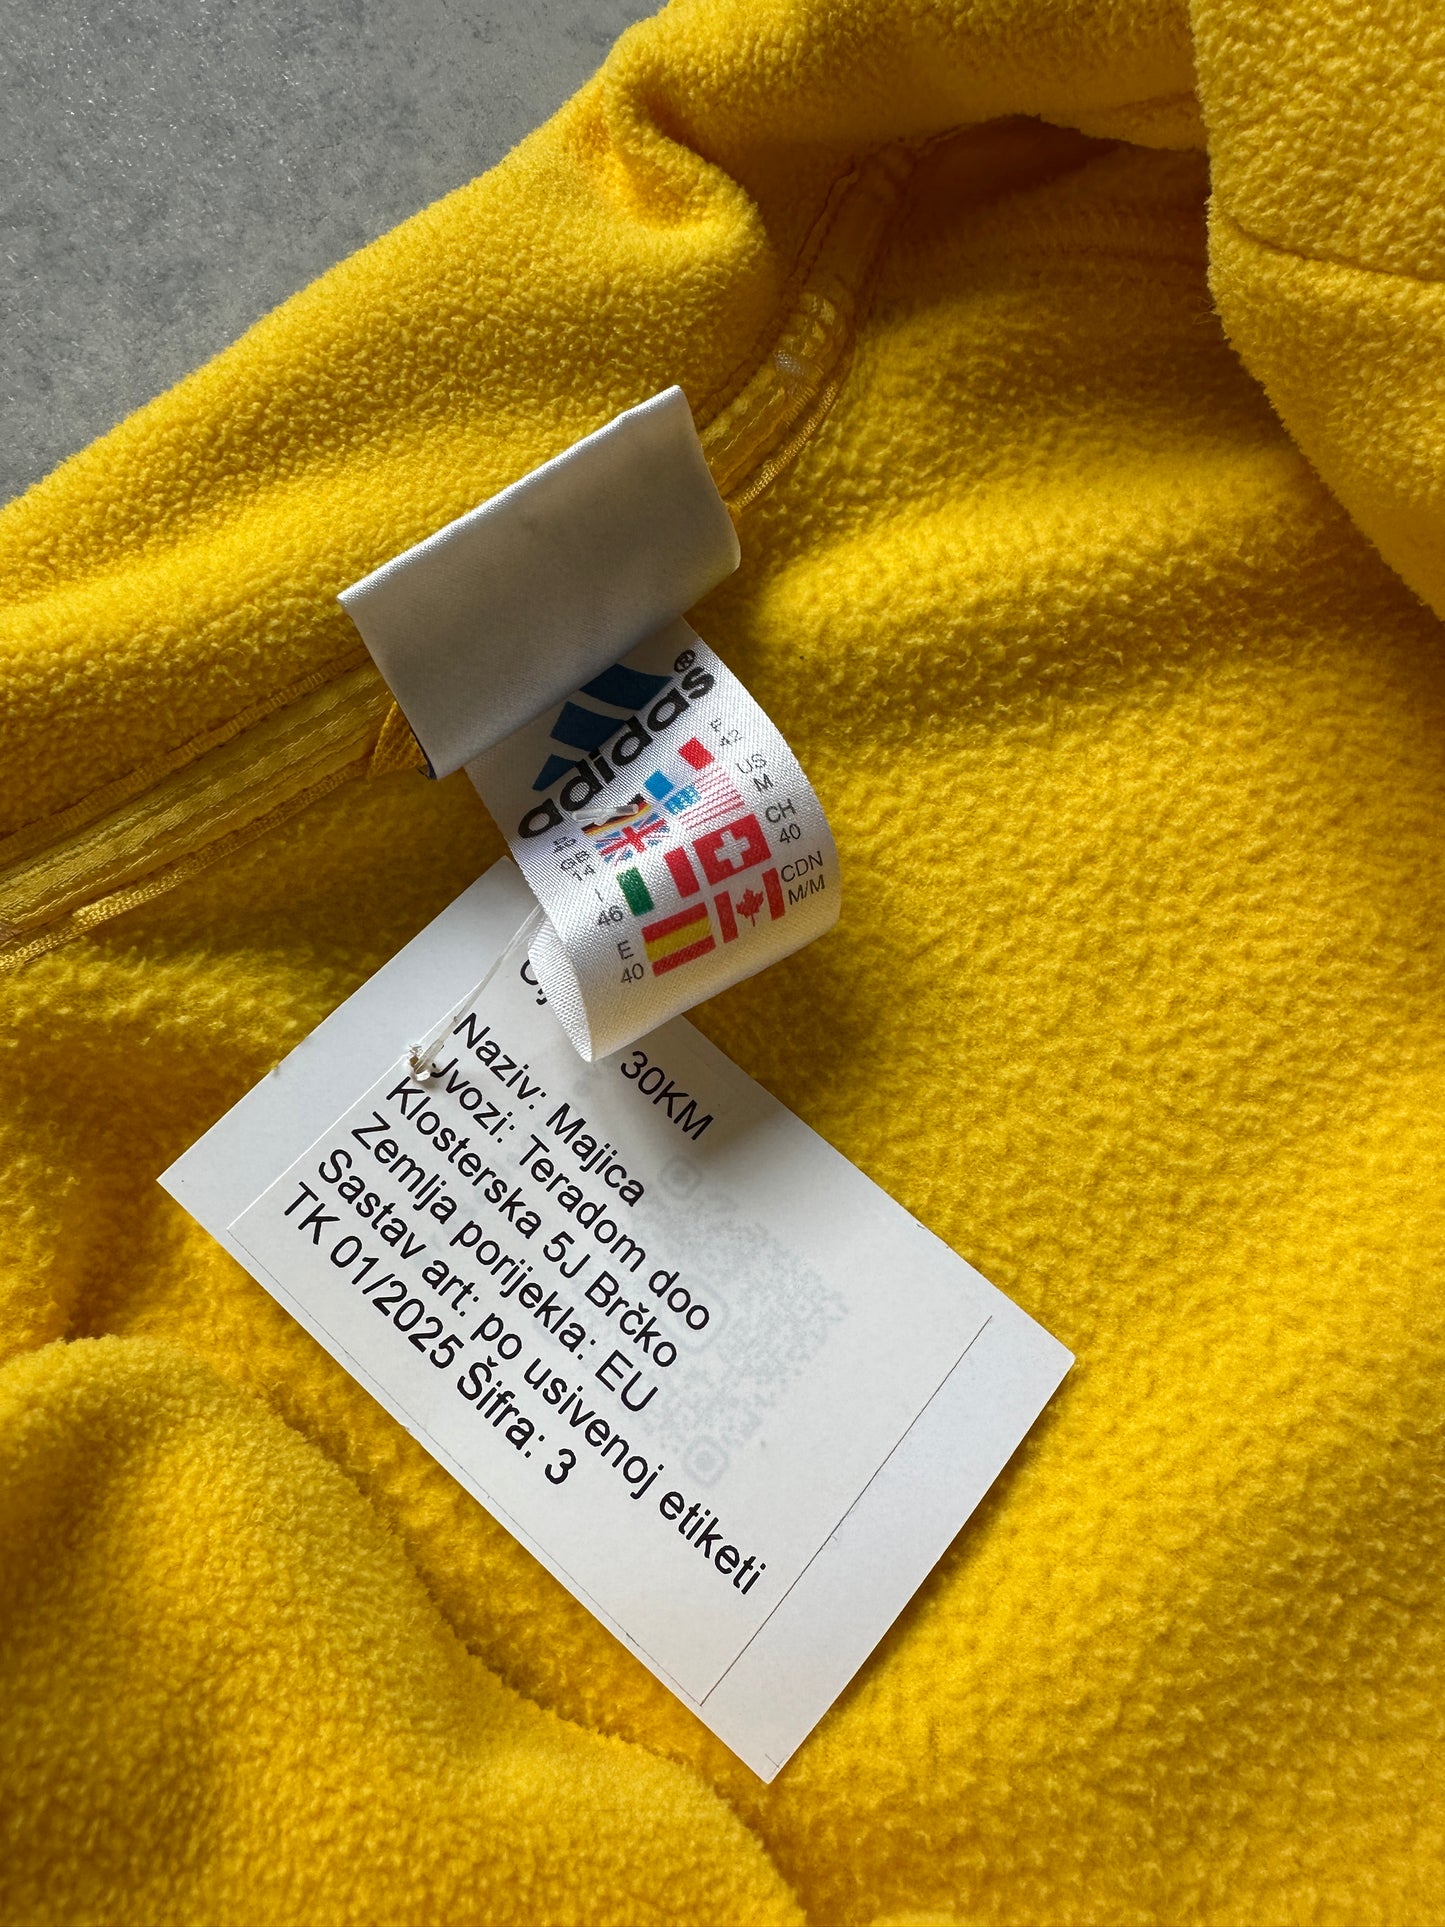 adidas®
F
42
US
M
CH
40
CDN
M/M
GB
14
I
46
E
40
30KM
Naziv: Majica
Uvozi: Teradom doo
Klosterska 5J Brčko
Zemlja porijekla: EU
Sastav art: po usivenoj etiketi
TK 01/2025 Šifra: 3